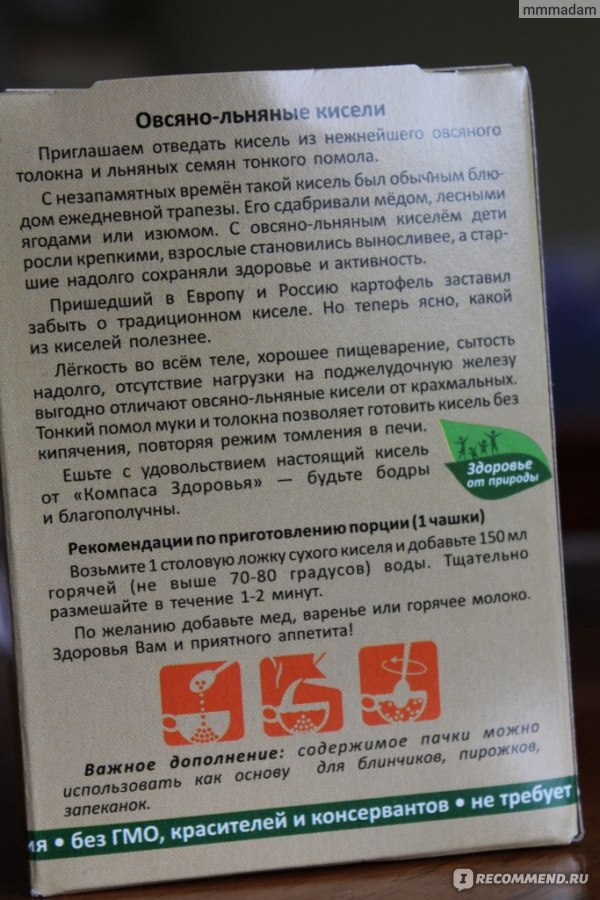 mmmadam
Овсяно-льняные кисели
Приглашаем отведать кисель из нежнейшего овсяного
толокна и льняных семян тонкого помола.
С незапамятных времён такой кисель был обычным блю-
дом ежедневной трапезы. Его сдабривали мёдом, лесными
ягодами или изюмом. С овсяно-льняным киселём дети
росли крепкими, взрослые становились выносливее, а стар-
шие надолго сохраняли здоровье и активность.
Пришедший в Европу и Россию картофель заставил
забыть о традиционном киселе. Но теперь ясно, какой
из киселей полезнее.
Лёгкость во всём теле, хорошее пищеварение, сытость
надолго, отсутствие нагрузки на поджелудочную железу
выгодно отличают овсяно-льняные кисели от крахмальных.
Тонкий помол муки и толокна позволяет готовить кисель без
кипячения, повторяя режим томления в печи.
Ешьте с удовольствием настоящий кисель
от «Компаса Здоровья» — будьте бодры
и благополучны.
Здоровье
от природы
Рекомендации по приготовлению порции (1 чашки)
Возьмите 1 столовую ложку сухого киселя и добавьте 150 мл
горячей (не выше 70-80 градусов) воды. Тщательно
размешайте в течение 1-2 минут.
По желанию добавьте мед, варенье или горячее молоко.
Здоровья Вам и приятного аппетита!
Важное дополнение: содержимое пачки можно
использовать как основу для блинчиков, пирожков,
запеканок.
ия • без ГМО, красителей и консервантов • не требует
I RECOMMEND.RU